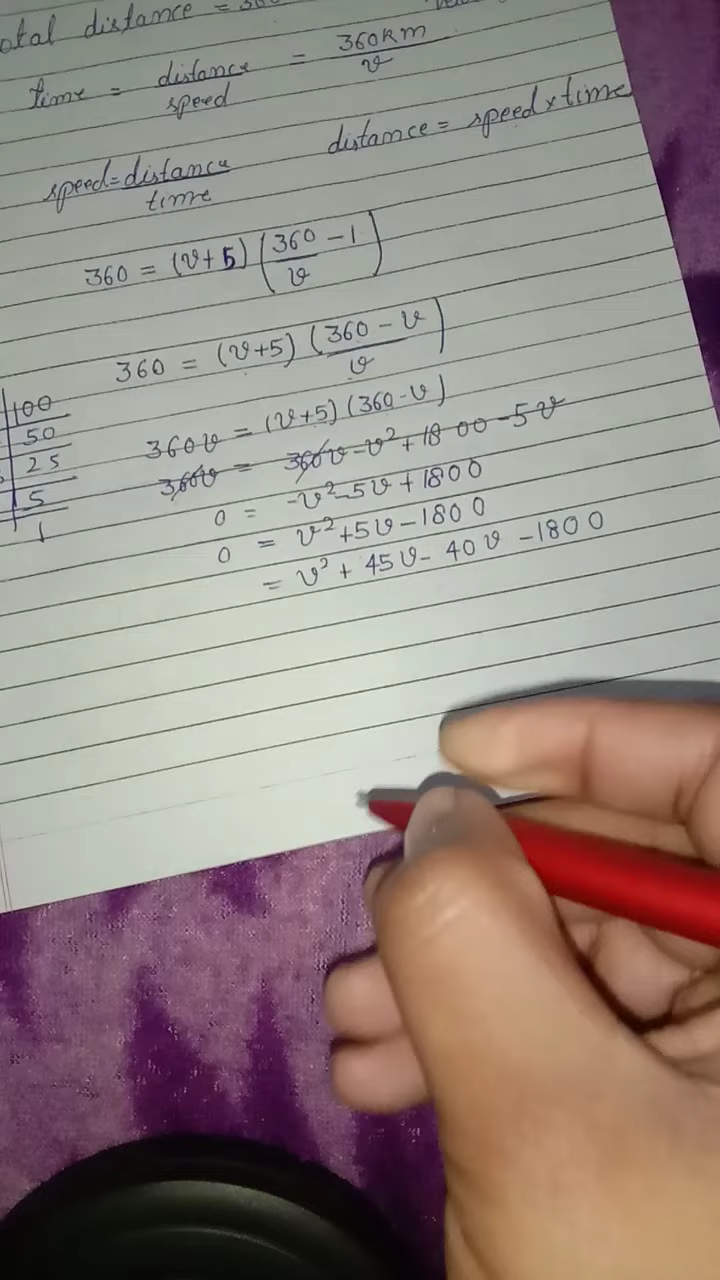 otal distance = 360
time = distance/speed = 360km/v
distance = speed × time
speed = distance/time
360 = (v+5) (360/v - 1)
360 = (v+5) ((360 - v)/v)
100
50
25
5
1
360v = (v+5) (360-v)
360v = 360v - v² + 1800 - 5v
0 = -v² - 5v + 1800
0 = v² + 5v - 1800
= v² + 45v - 40v - 1800